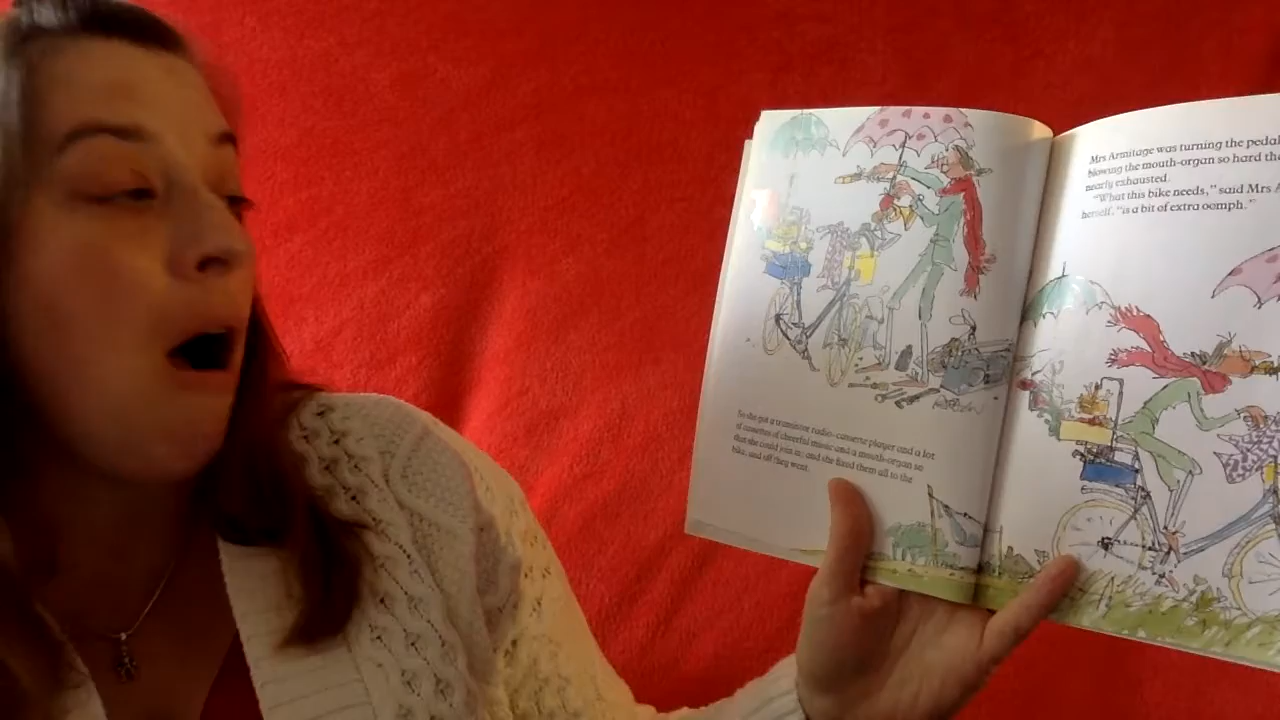 So she got a transistor radio-cassette player and a lot
of cassettes of cheerful music and a mouth-organ so
that she could join in; and she fixed them all to the
bike, and off they went.
Mrs Armitage was turning the pedal
blowing the mouth-organ so hard th
nearly exhausted.
"What this bike needs," said Mrs A
herself, "is a bit of extra oomph."